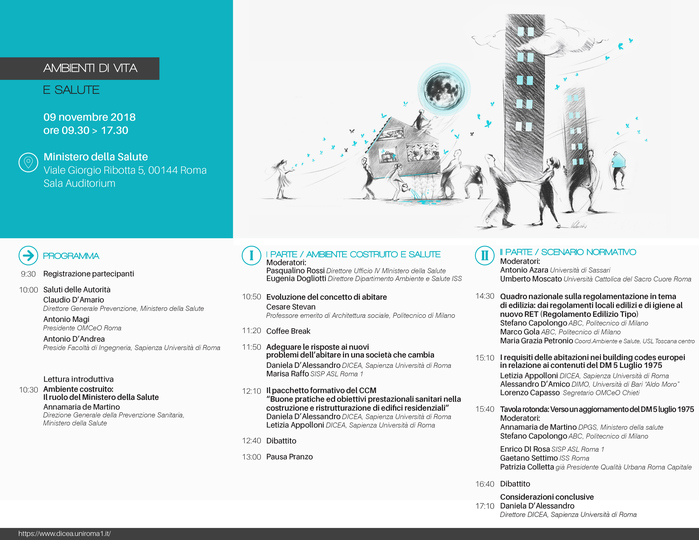 AMBIENTI DI VITA
E SALUTE
09 novembre 2018
ore 09.30 > 17.30
Ministero della Salute
Viale Giorgio Ribotta 5, 00144 Roma
Sala Auditorium
PROGRAMMA
9:30 Registrazione partecipanti
10:00 Saluti delle Autorità
Claudio D'Amario
Direttore Generale Prevenzione, Ministero della Salute
Antonio Magi
Presidente OMCeO Roma
Antonio D'Andrea
Preside Facoltà di Ingegneria, Sapienza Università di Roma
Lettura introduttiva
10:30 Ambiente costruito:
Il ruolo del Ministero della Salute
Annamaria de Martino
Direzione Generale della Prevenzione Sanitaria,
Ministero della Salute
I
I PARTE / AMBIENTE COSTRUITO E SALUTE
Moderatori:
Pasqualino Rossi Direttore Ufficio IV MInistero della Salute
Eugenia Dogliotti Direttore Dipartimento Ambiente e Salute ISS
10:50 Evoluzione del concetto di abitare
Cesare Stevan
Professore emerito di Architettura sociale, Politecnico di Milano
11:20 Coffee Break
11:50 Adeguare le risposte ai nuovi
problemi dell'abitare in una società che cambia
Daniela D'Alessandro DICEA, Sapienza Università di Roma
Marisa Raffo SISP ASL Roma 1
12:10 Il pacchetto formativo del CCM
"Buone pratiche ed obiettivi prestazionali sanitari nella
costruzione e ristrutturazione di edifici residenziali"
Daniela D'Alessandro DICEA, Sapienza Università di Roma
Letizia Appolloni DICEA, Sapienza Università di Roma
12:40 Dibattito
13:00 Pausa Pranzo
II
II PARTE / SCENARIO NORMATIVO
Moderatori:
Antonio Azara Università di Sassari
Umberto Moscato Università Cattolica del Sacro Cuore Roma
14:30 Quadro nazionale sulla regolamentazione in tema
di edilizia: dai regolamenti locali edilizi e di igiene al
nuovo RET (Regolamento Edilizio Tipo)
Stefano Capolongo ABC, Politecnico di Milano
Marco Gola ABC, Politecnico di Milano
Maria Grazia Petronio Coord.Ambiente e Salute, USL Toscana centro
15:10 I requisiti delle abitazioni nei building codes europei
in relazione ai contenuti del DM 5 Luglio 1975
Letizia Appolloni DICEA, Sapienza Università di Roma
Alessandro D'Amico DIMO, Università di Bari "Aldo Moro"
Lorenzo Capasso Segretario OMCeO Chieti
15:40 Tavola rotonda: Verso un aggiornamento del DM 5 luglio 1975
Moderatori:
Annamaria de Martino DPGS, Ministero della salute
Stefano Capolongo ABC, Politecnico di Milano
Enrico DI Rosa SISP ASL Roma 1
Gaetano Settimo ISS Roma
Patrizia Colletta già Presidente Qualità Urbana Roma Capitale
16:40 Dibattito
Considerazioni conclusive
17:10 Daniela D'Alessandro
Direttore DICEA, Sapienza Università di Roma
https://www.dicea.uniroma1.it/